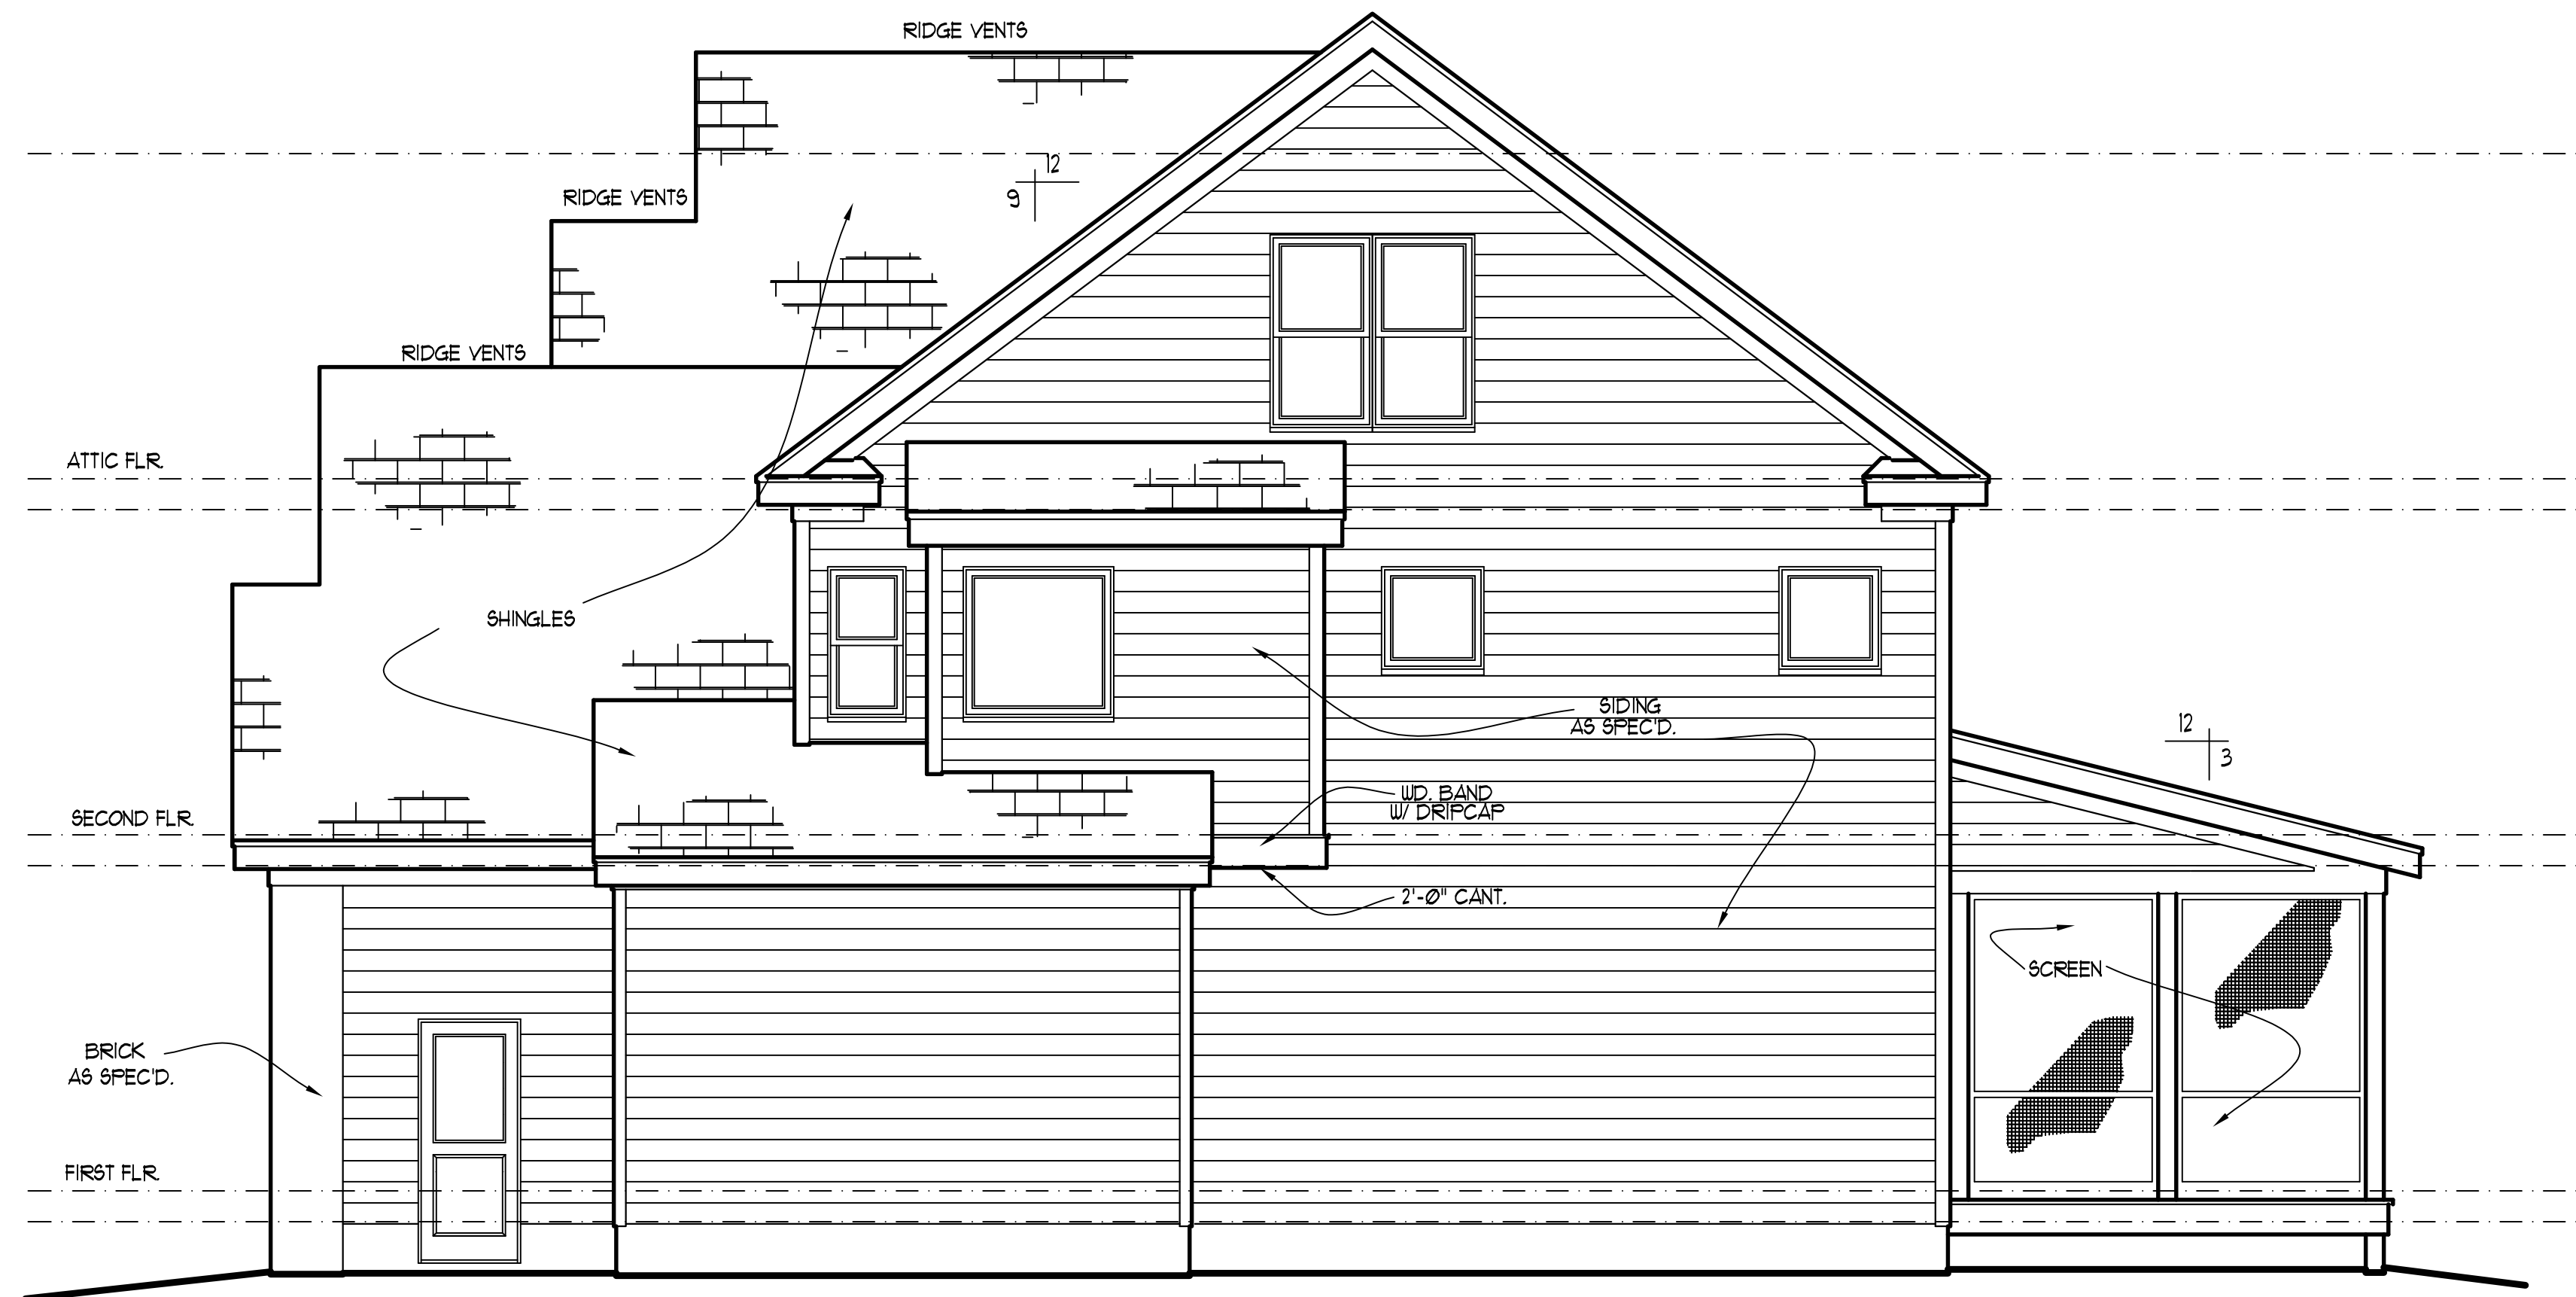 RIDGE VENTS
12
9
RIDGE VENTS
RIDGE VENTS
ATTIC FLR.
SHINGLES
SIDING
AS SPEC'D.
12
3
WD. BAND
W/ DRIPCAP
SECOND FLR.
2'-0" CANT.
SCREEN
BRICK
AS SPEC'D.
FIRST FLR.